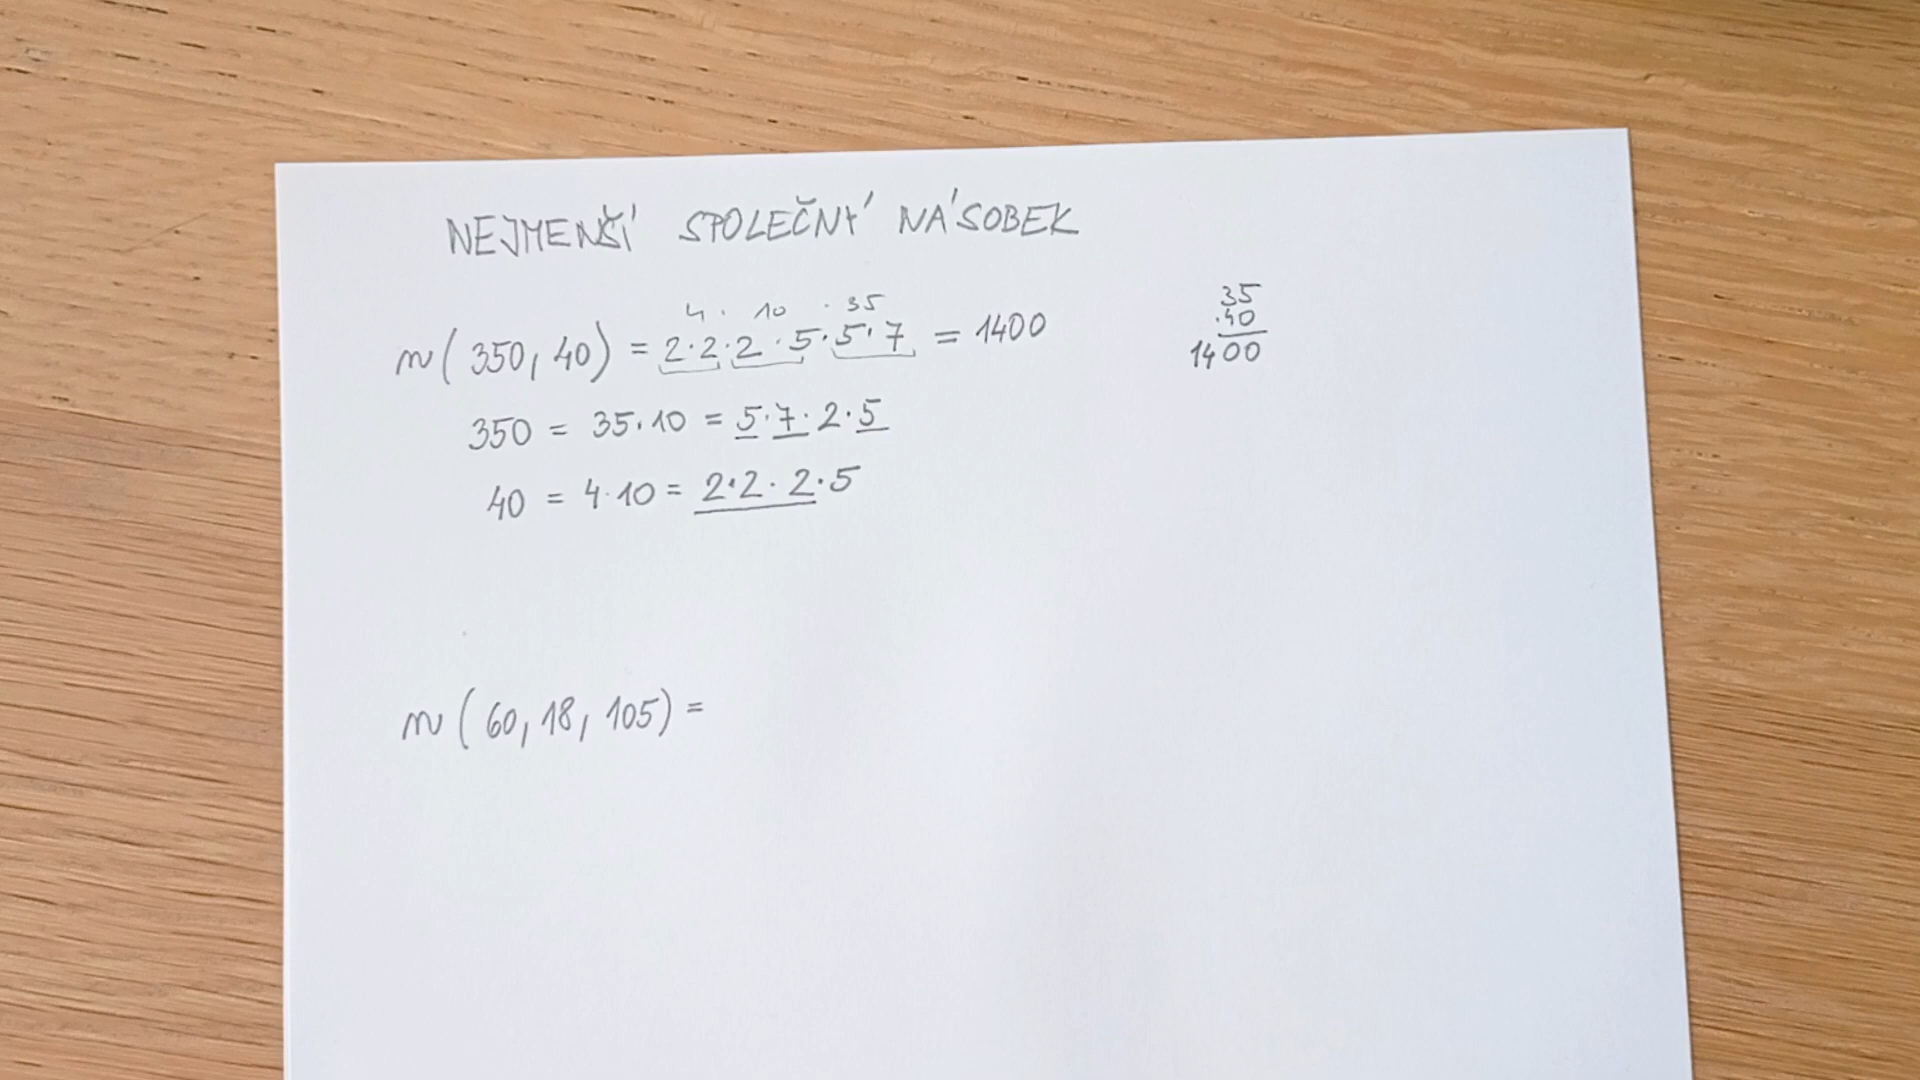 NEJMENŠÍ SPOLEČNÝ NÁSOBEK
4 · 10 · 35
n(350, 40) = 2·2·2·5·5·7 = 1400
350 = 35·10 = 5·7·2·5
40 = 4·10 = 2·2·2·5
35
·40
1400
n(60, 18, 105) =